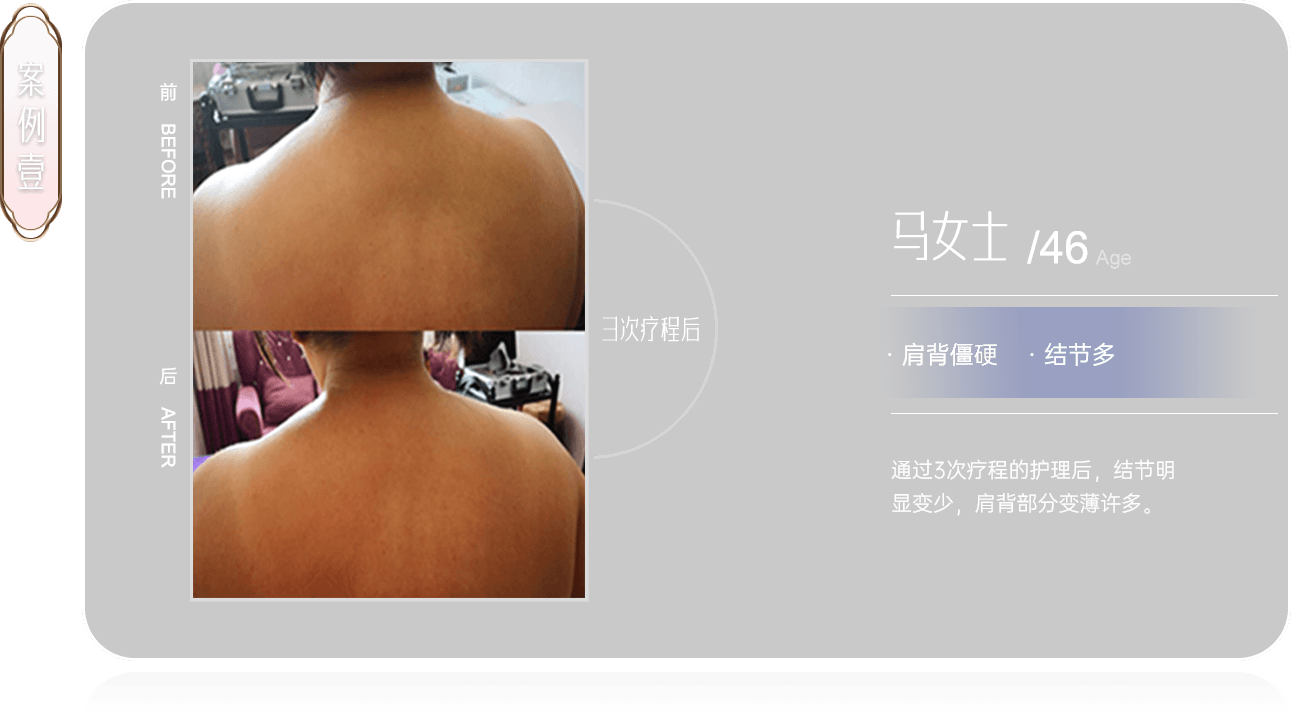 案例壹
前 BEFORE
后 AFTER
3次疗程后
马女士 /46 Age
· 肩背僵硬 · 结节多
通过3次疗程的护理后，结节明
显变少，肩背部分变薄许多。